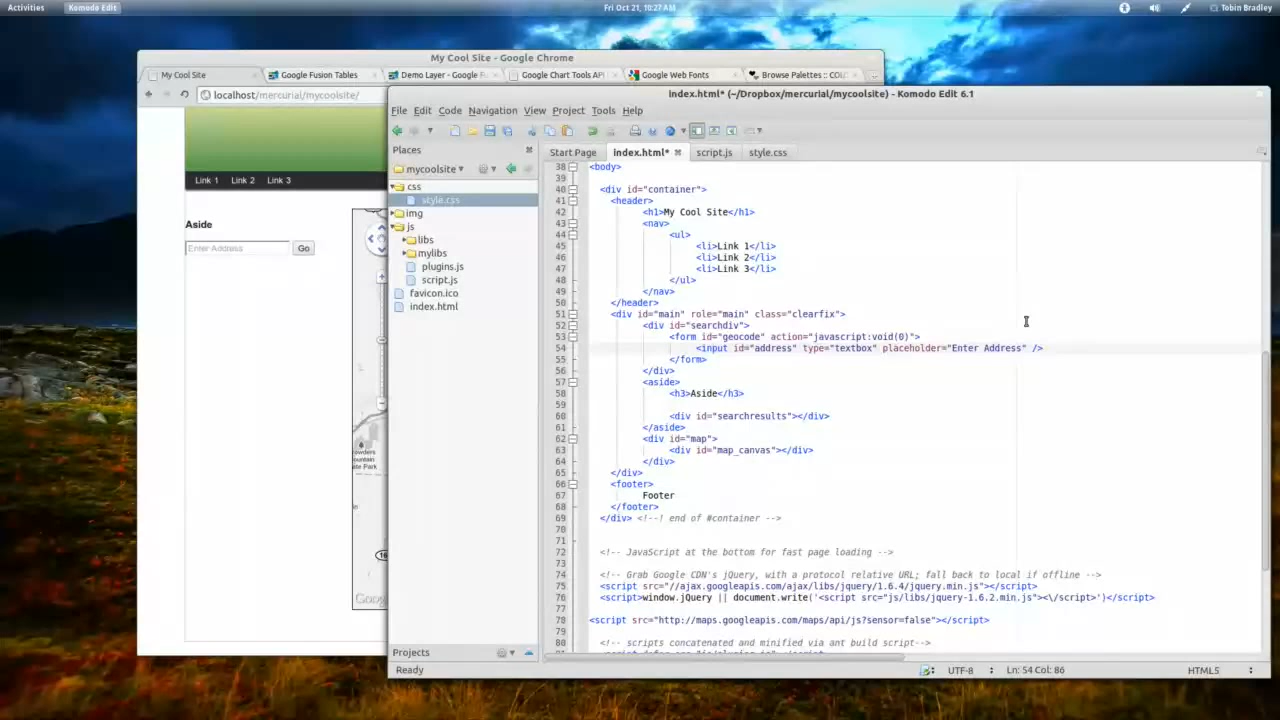 Activities
Komodo Edit
Fri Oct 21, 10:27 AM
Tobin Bradley
My Cool Site - Google Chrome
My Cool Site
Google Fusion Tables
Demo Layer - Google Fu
Google Chart Tools API
Google Web Fonts
Browse Palettes :: COL
localhost/mercurial/mycoolsite/
Link 1 Link 2 Link 3
Aside
Enter Address
Go
index.html* (~/Dropbox/mercurial/mycoolsite) - Komodo Edit 6.1
File Edit Code Navigation View Project Tools Help
Places
mycoolsite
css
style.css
img
js
libs
mylibs
plugins.js
script.js
favicon.ico
index.html
Projects
Start Page index.html* script.js style.css
38 <body>
39
40 <div id="container">
41 <header>
42 <h1>My Cool Site</h1>
43 <nav>
44 <ul>
45 <li>Link 1</li>
46 <li>Link 2</li>
47 <li>Link 3</li>
48 </ul>
49 </nav>
50 </header>
51 <div id="main" role="main" class="clearfix">
52 <div id="searchdiv">
53 <form id="geocode" action="javascript:void(0)">
54 <input id="address" type="textbox" placeholder="Enter Address" />
55 </form>
56 </div>
57 <aside>
58 <h3>Aside</h3>
59
60 <div id="searchresults"></div>
61 </aside>
62 <div id="map">
63 <div id="map_canvas"></div>
64 </div>
65 </div>
66 <footer>
67 Footer
68 </footer>
69 </div> <!--! end of #container -->
70
71
72 <!-- JavaScript at the bottom for fast page loading -->
73
74 <!-- Grab Google CDN's jQuery, with a protocol relative URL; fall back to local if offline -->
75 <script src="//ajax.googleapis.com/ajax/libs/jquery/1.6.4/jquery.min.js"></script>
76 <script>window.jQuery || document.write('<script src="js/libs/jquery-1.6.2.min.js"><\/script>')</script>
77
78 <script src="http://maps.googleapis.com/maps/api/js?sensor=false"></script>
79
80 <!-- scripts concatenated and minified via ant build script-->
Ready
UTF-8
Ln: 54 Col: 86
HTML5